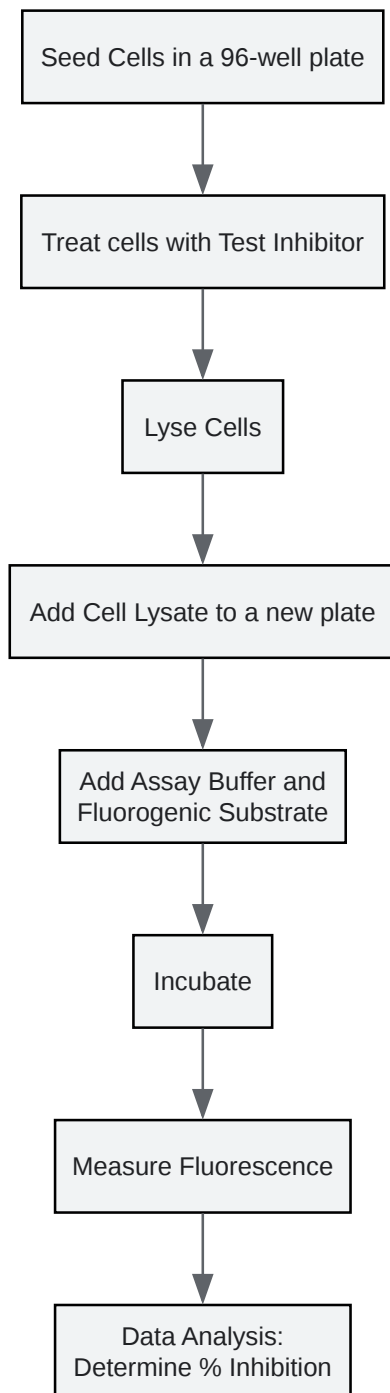 Seed Cells in a 96-well plate
Treat cells with Test Inhibitor
Lyse Cells
Add Cell Lysate to a new plate
Add Assay Buffer and
Fluorogenic Substrate
Incubate
Measure Fluorescence
Data Analysis:
Determine % Inhibition